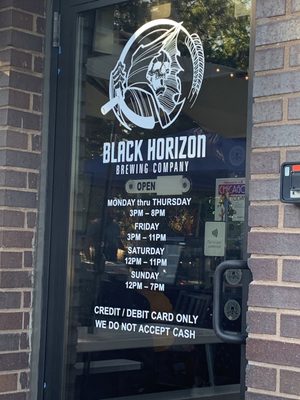 BLACK HORIZON
BREWING COMPANY
OPEN
MONDAY thru THURSDAY
3PM – 8PM
FRIDAY
3PM – 11PM
SATURDAY
12PM – 11PM
SUNDAY
12PM – 7PM
CREDIT / DEBIT CARD ONLY
WE DO NOT ACCEPT CASH
CHICAGO